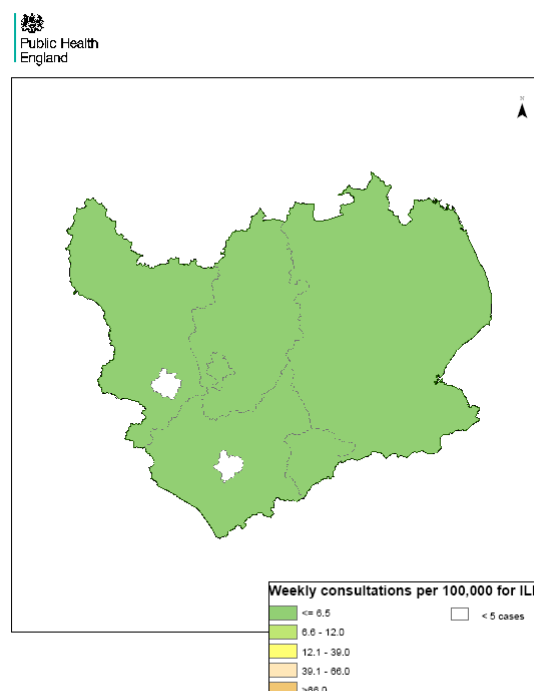 Public Health
England
N
Weekly consultations per 100,000 for ILI
<= 6.5
< 5 cases
6.6 - 12.0
12.1 - 39.0
39.1 - 66.0
>66.0